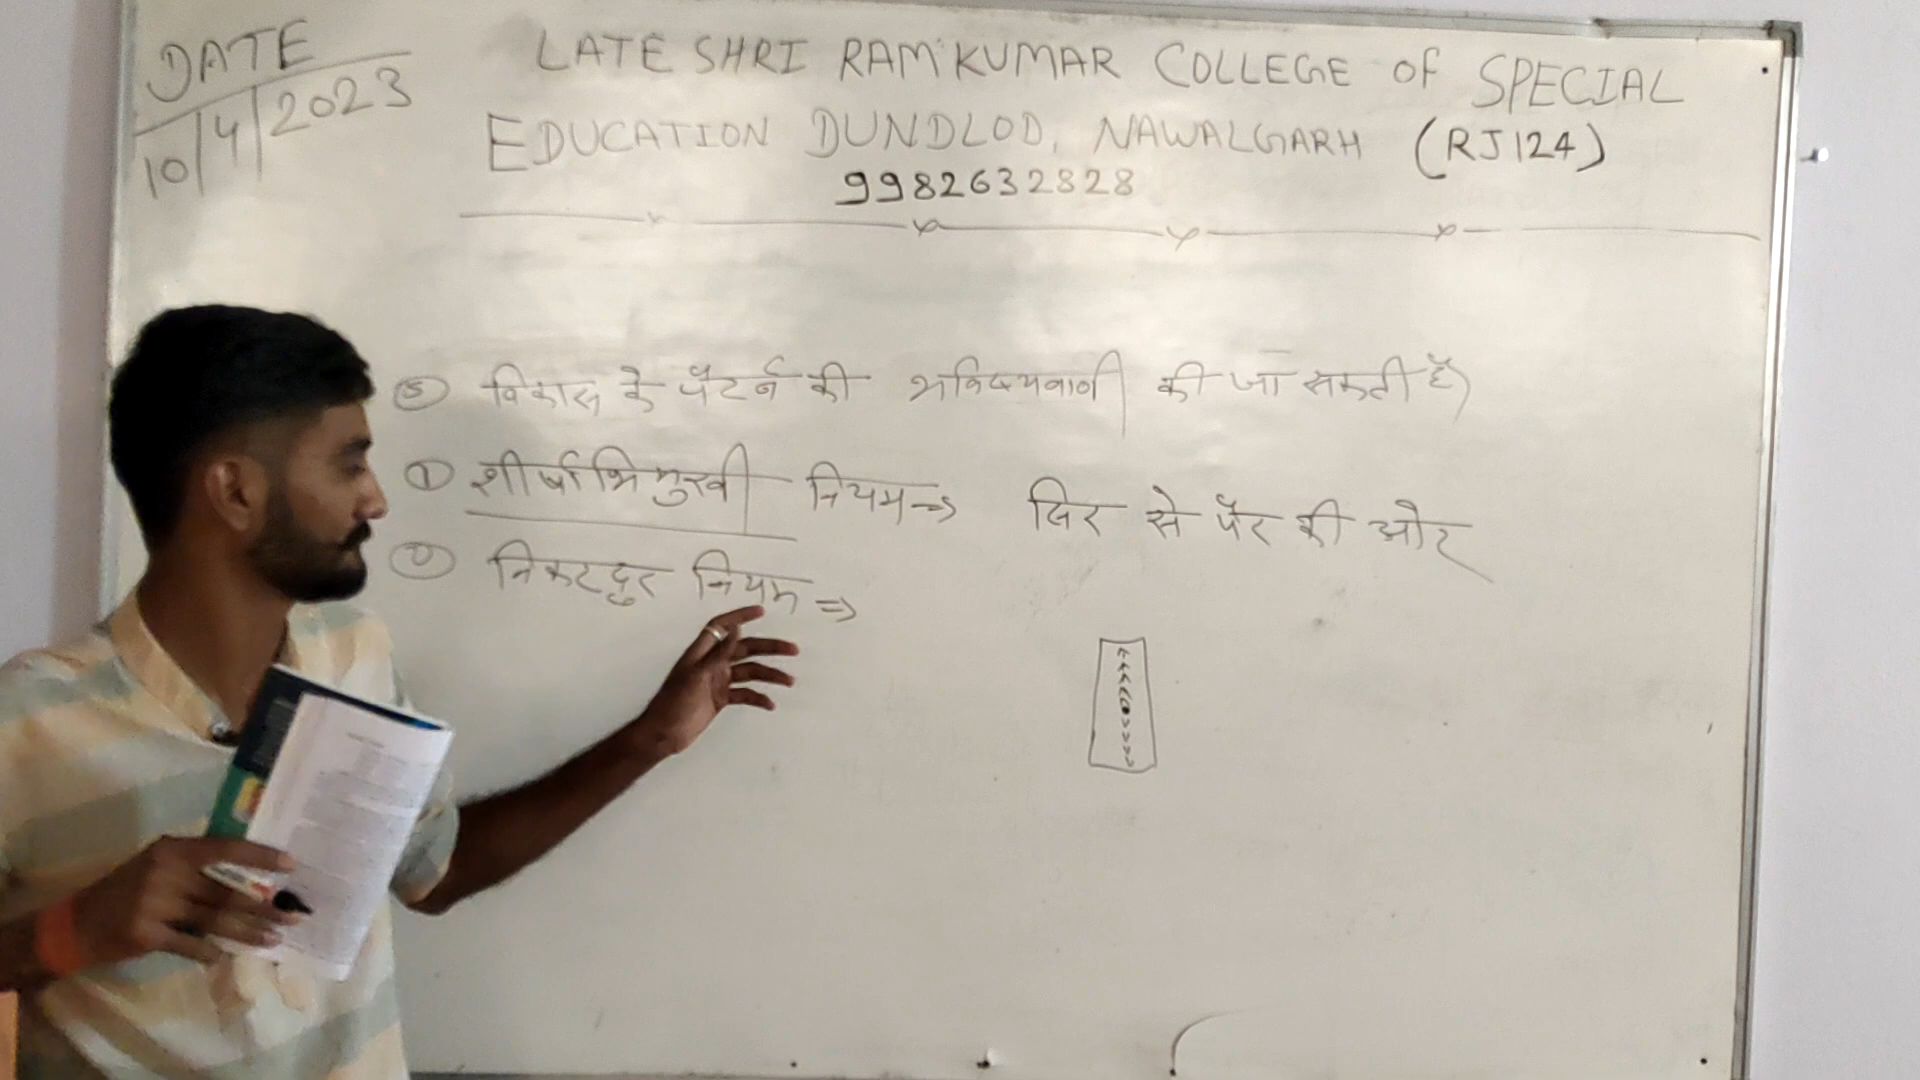 DATE
10/4/2023
LATE SHRI RAMKUMAR COLLEGE OF SPECIAL
EDUCATION DUNDLOD, NAWALGARH (RJ124)
9982632828
⑤ विकास के पैटर्न की भविष्यवाणी की जा सकती है
① शीर्षाभिमुखी नियम => सिर से पैर की ओर
② निकटदुर नियम =>